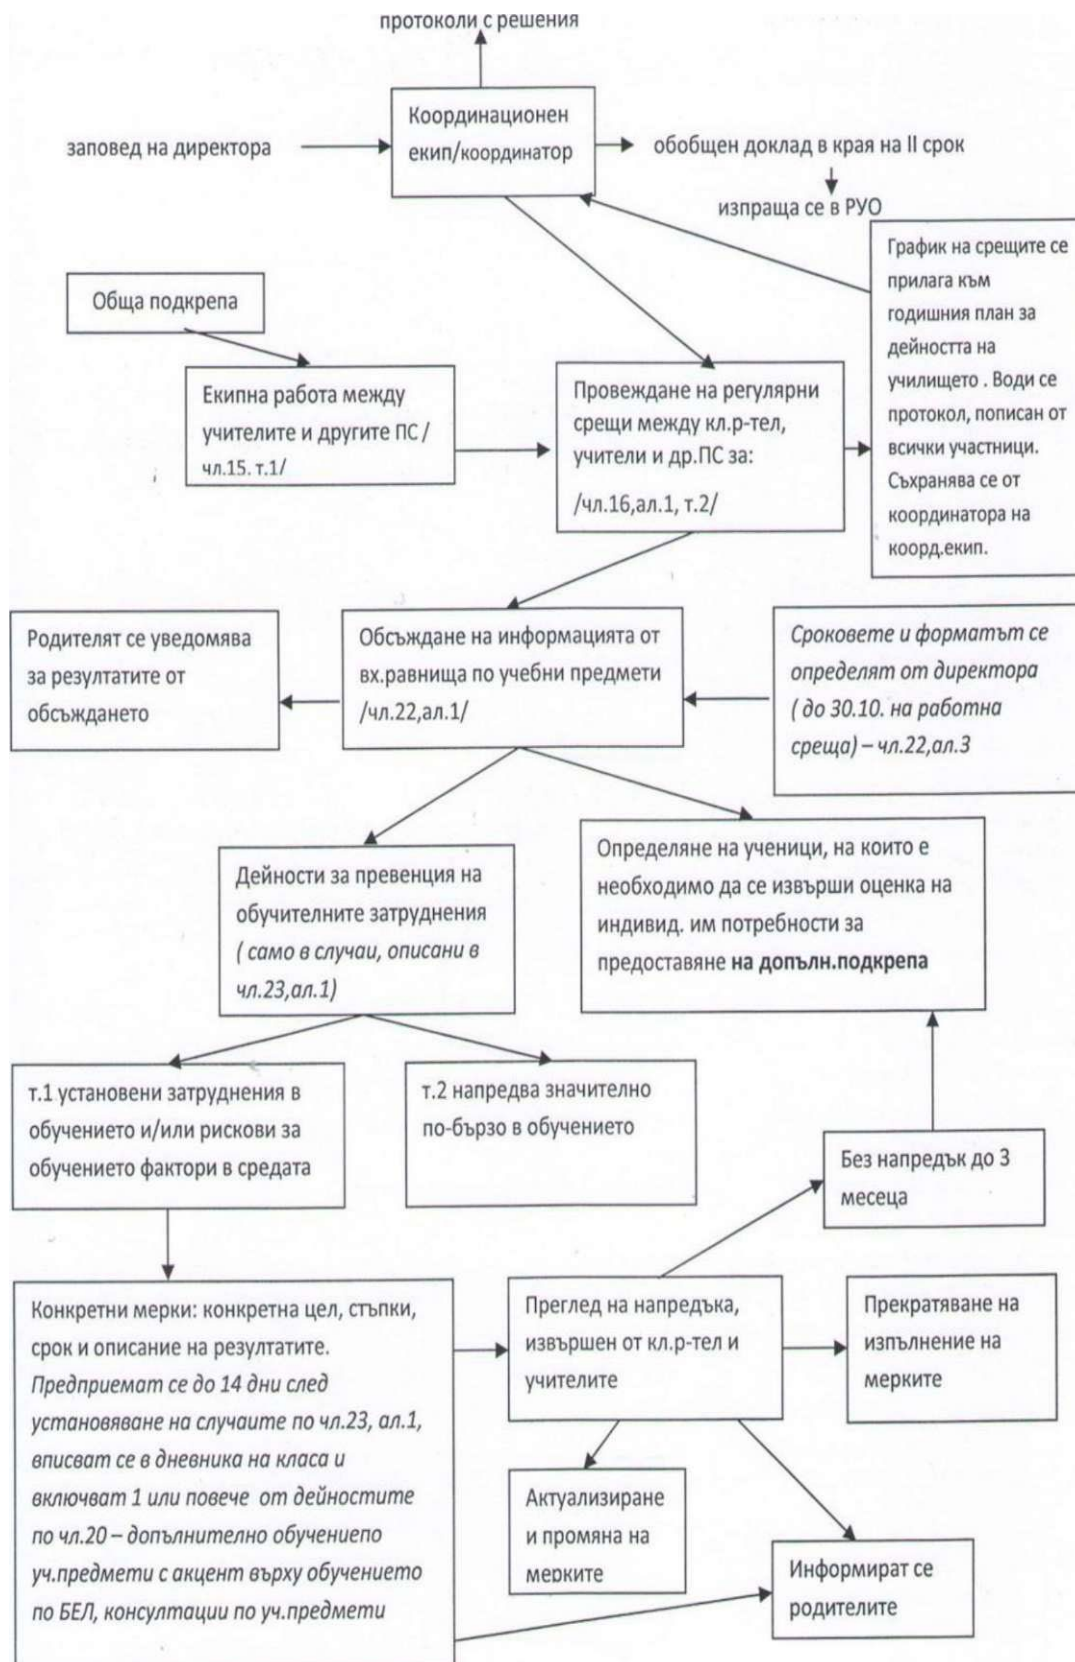 протоколи с решения
Координационен
екип/координатор
заповед на директора
обобщен доклад в края на II срок
изпраща се в РУО
График на срещите се
прилага към
годишния план за
дейността на
училището . Води се
протокол, пописан от
всички участници.
Съхранява се от
координатора на
коорд.екип.
Обща подкрепа
Екипна работа между
учителите и другите ПС /
чл.15. т.1/
Провеждане на регулярни
срещи между кл.р-тел,
учители и др.ПС за:
/чл.16,ал.1, т.2/
Родителят се уведомява
за резултатите от
обсъждането
Обсъждане на информацията от
вх.равнища по учебни предмети
/чл.22,ал.1/
Сроковете и форматът се
определят от директора
( до 30.10. на работна
среща) – чл.22,ал.3
Дейности за превенция на
обучителните затруднения
( само в случаи, описани в
чл.23,ал.1)
Определяне на ученици, на които е
необходимо да се извърши оценка на
индивид. им потребности за
предоставяне на допълн.подкрепа
т.1 установени затруднения в
обучението и/или рискови за
обучението фактори в средата
т.2 напредва значително
по-бързо в обучението
Без напредък до 3
месеца
Конкретни мерки: конкретна цел, стъпки,
срок и описание на резултатите.
Предприемат се до 14 дни след
установяване на случаите по чл.23, ал.1,
вписват се в дневника на класа и
включват 1 или повече от дейностите
по чл.20 – допълнително обучениепо
уч.предмети с акцент върху обучението
по БЕЛ, консултации по уч.предмети
Преглед на напредъка,
извършен от кл.р-тел и
учителите
Прекратяване на
изпълнение на
мерките
Актуализиране
и промяна на
мерките
Информират се
родителите